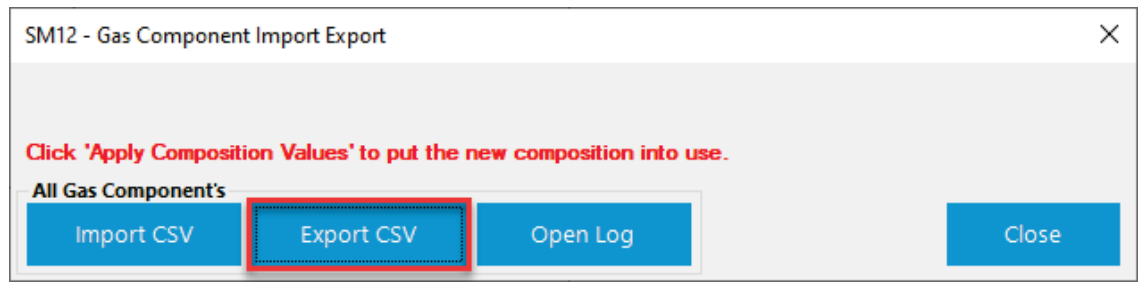 SM12 - Gas Component Import Export
Click 'Apply Composition Values' to put the new composition into use.
All Gas Component's
Import CSV Export CSV Open Log Close